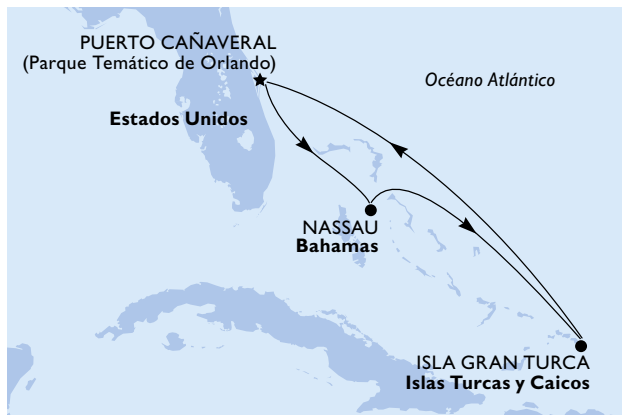 PUERTO CAÑAVERAL
(Parque Temático de Orlando)
Océano Atlántico
Estados Unidos
NASSAU
Bahamas
ISLA GRAN TURCA
Islas Turcas y Caicos